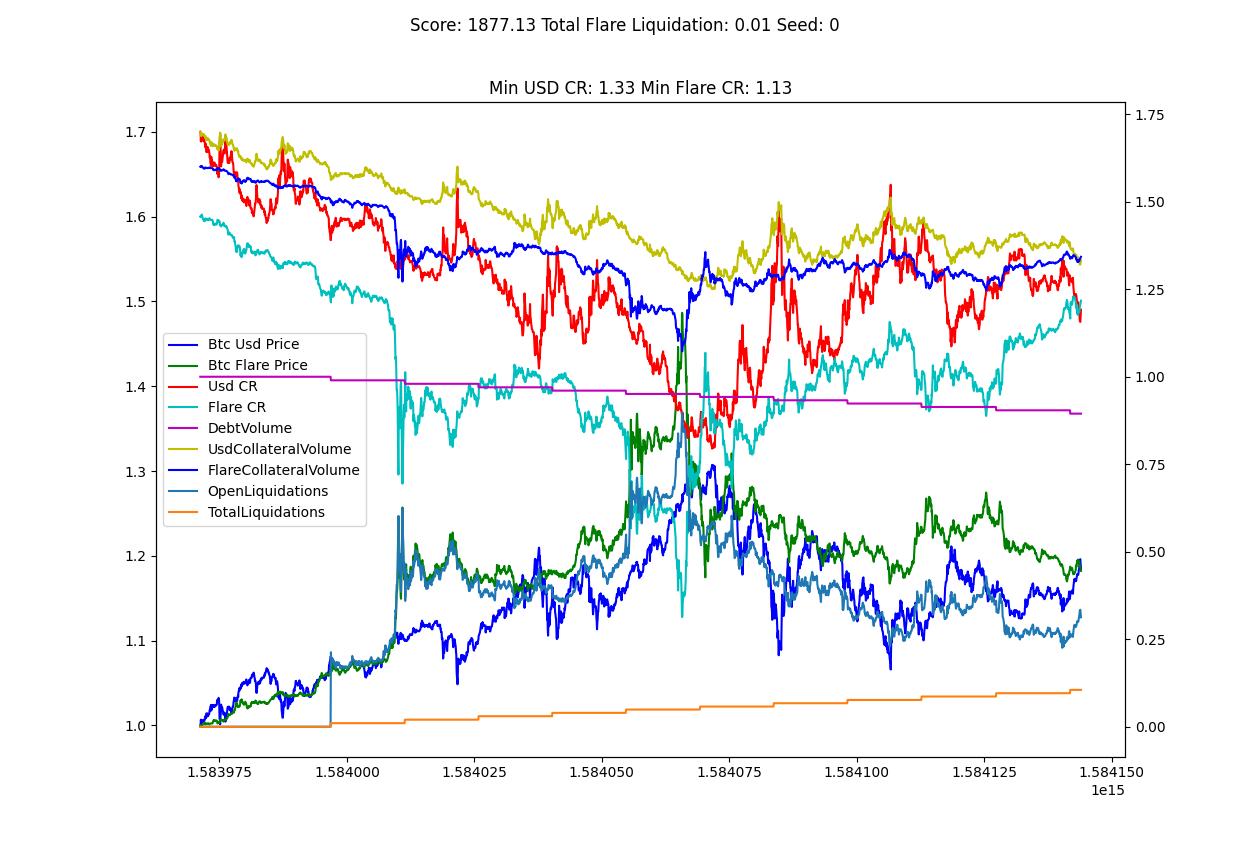 Score: 1877.13 Total Flare Liquidation: 0.01 Seed: 0
Min USD CR: 1.33 Min Flare CR: 1.13
1.7
1.6
1.5
1.4
1.3
1.2
1.1
1.0
1.75
1.50
1.25
1.00
0.75
0.50
0.25
0.00
Btc Usd Price
Btc Flare Price
Usd CR
Flare CR
DebtVolume
UsdCollateralVolume
FlareCollateralVolume
OpenLiquidations
TotalLiquidations
1.583975 1.584000 1.584025 1.584050 1.584075 1.584100 1.584125 1.584150
1e15